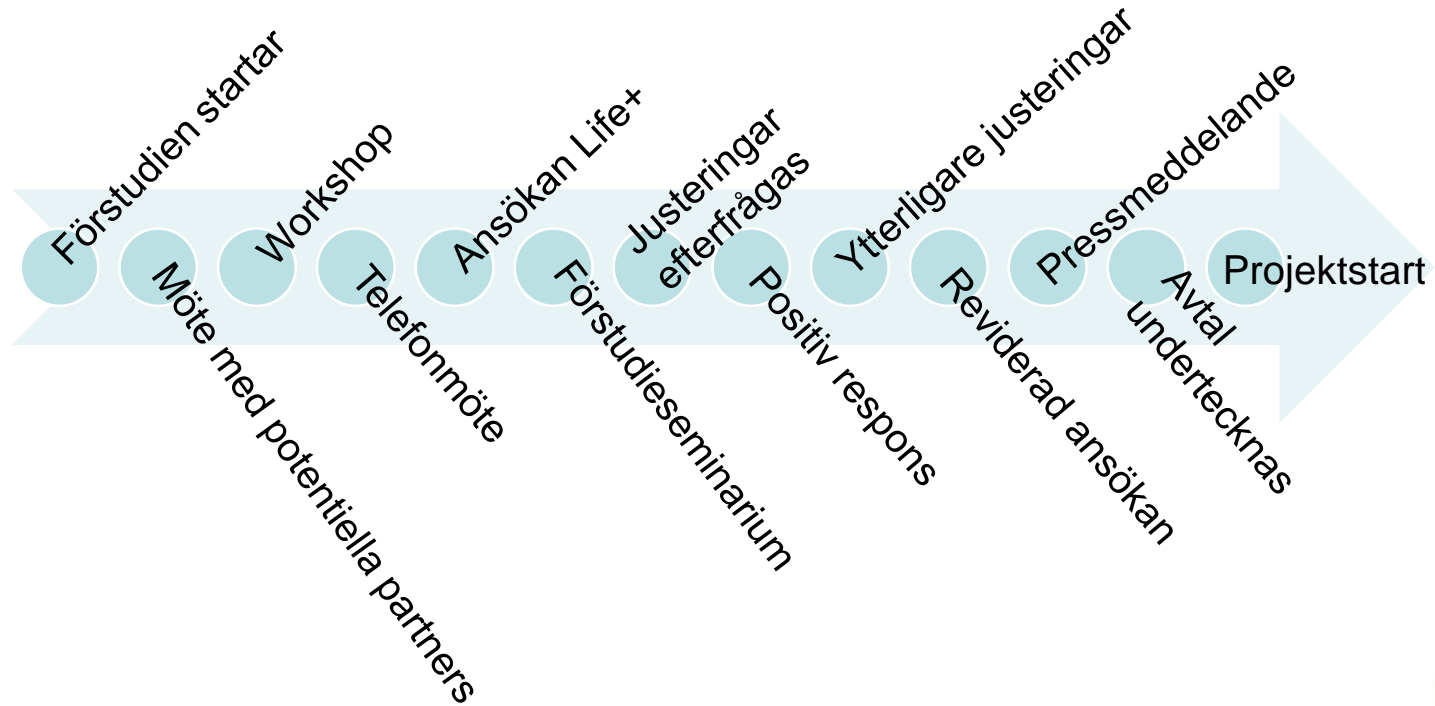 Förstudien startar
Möte med potentiella partners
Workshop
Telefonmöte
Ansökan Life+
Förstudieseminarium
Justeringar
efterfrågas
Positiv respons
Ytterligare justeringar
Reviderad ansökan
Pressmeddelande
Avtal
undertecknas
Projektstart